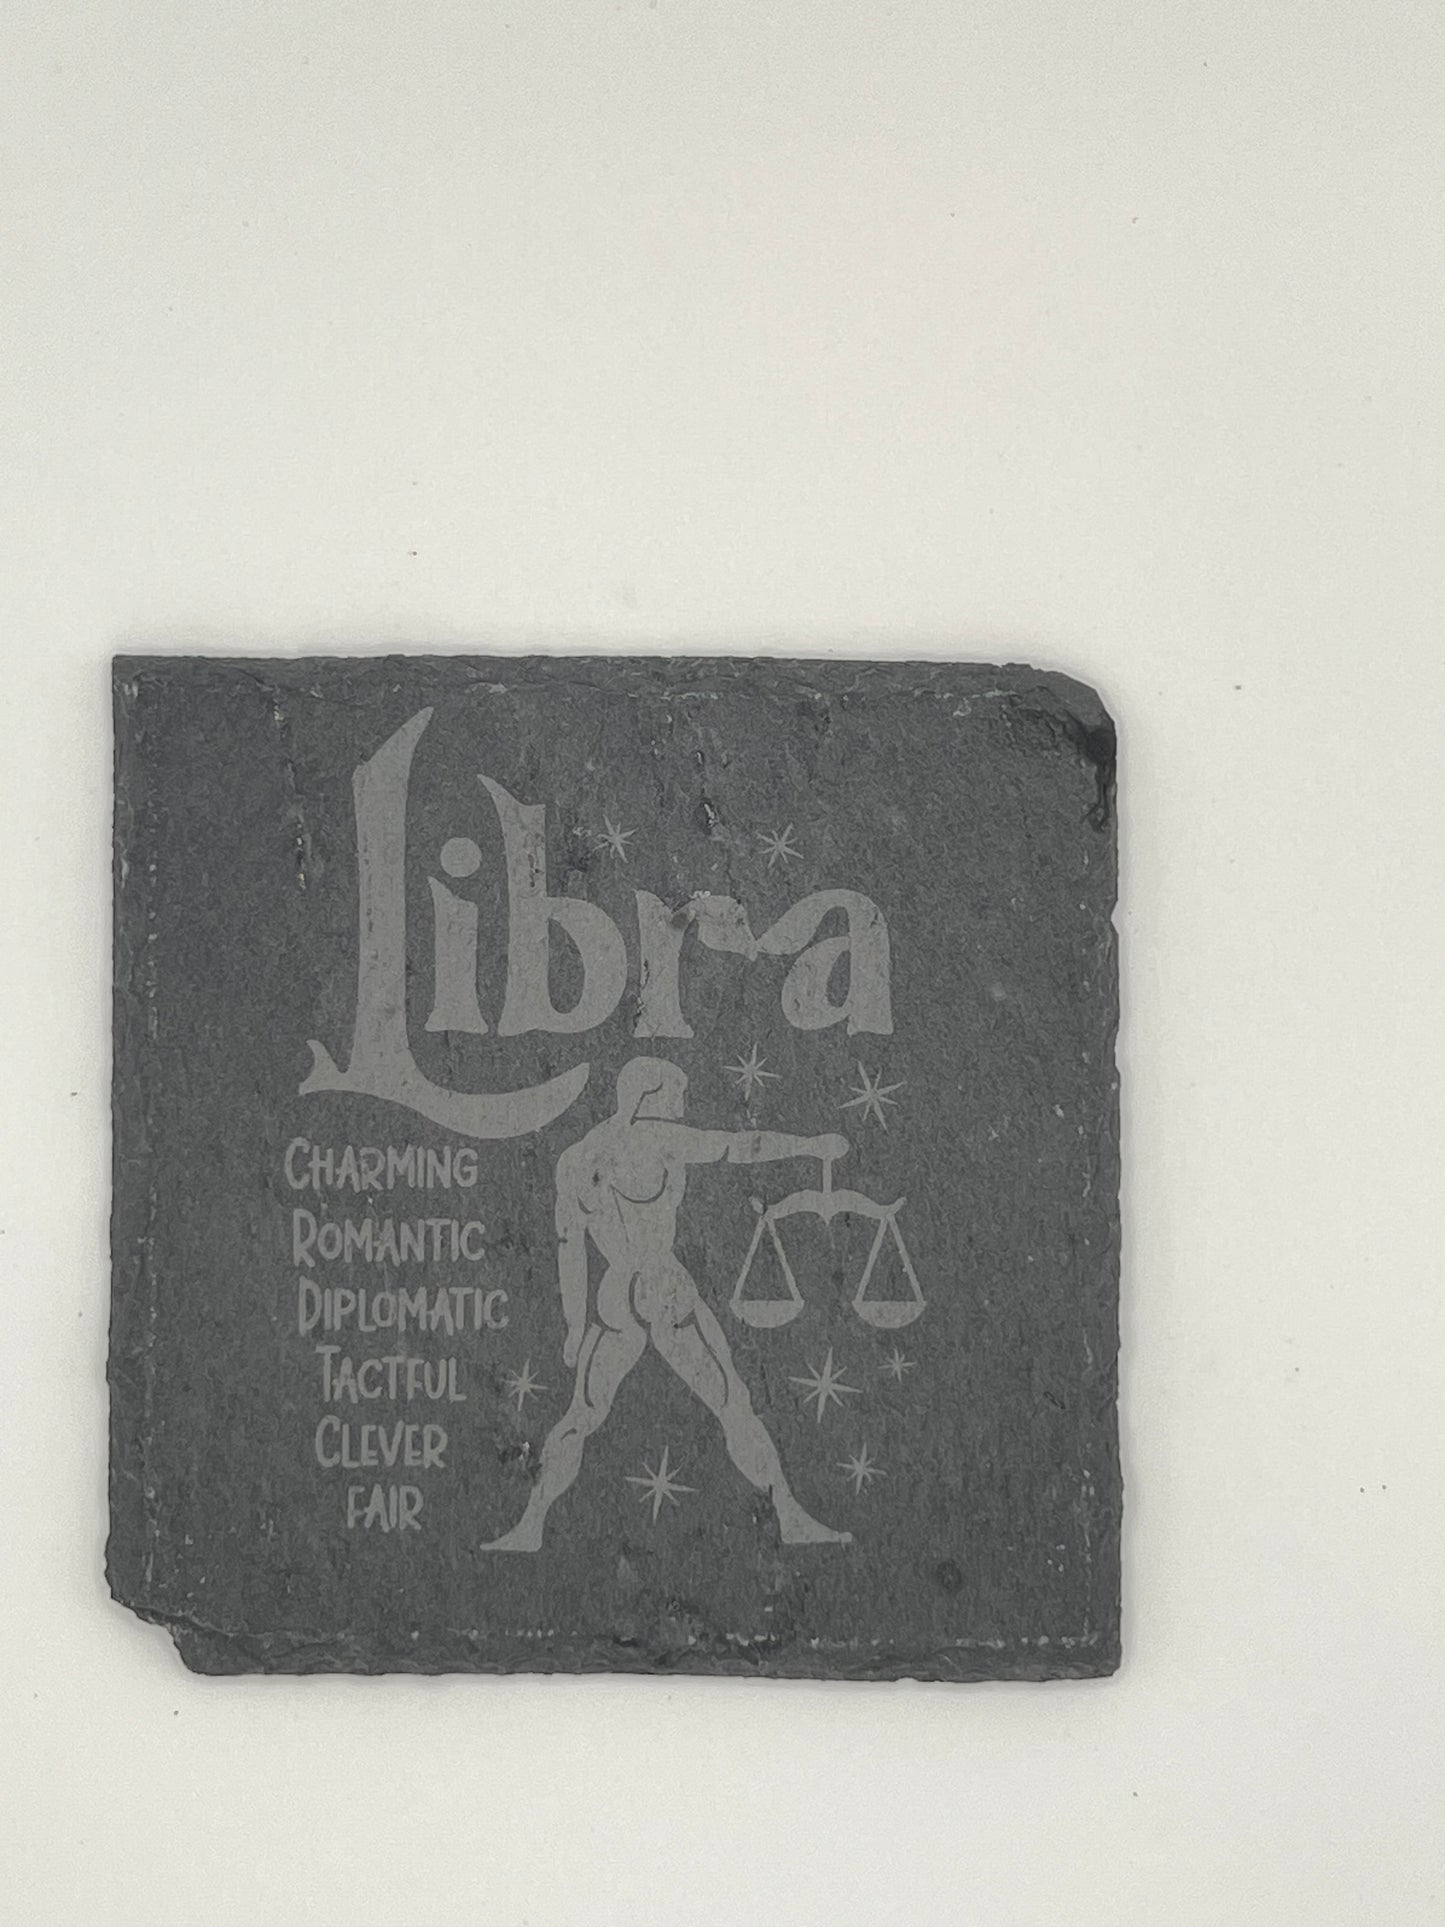 Libra
CHARMING
ROMANTIC
DIPLOMATIC
TACTFUL
CLEVER
FAIR